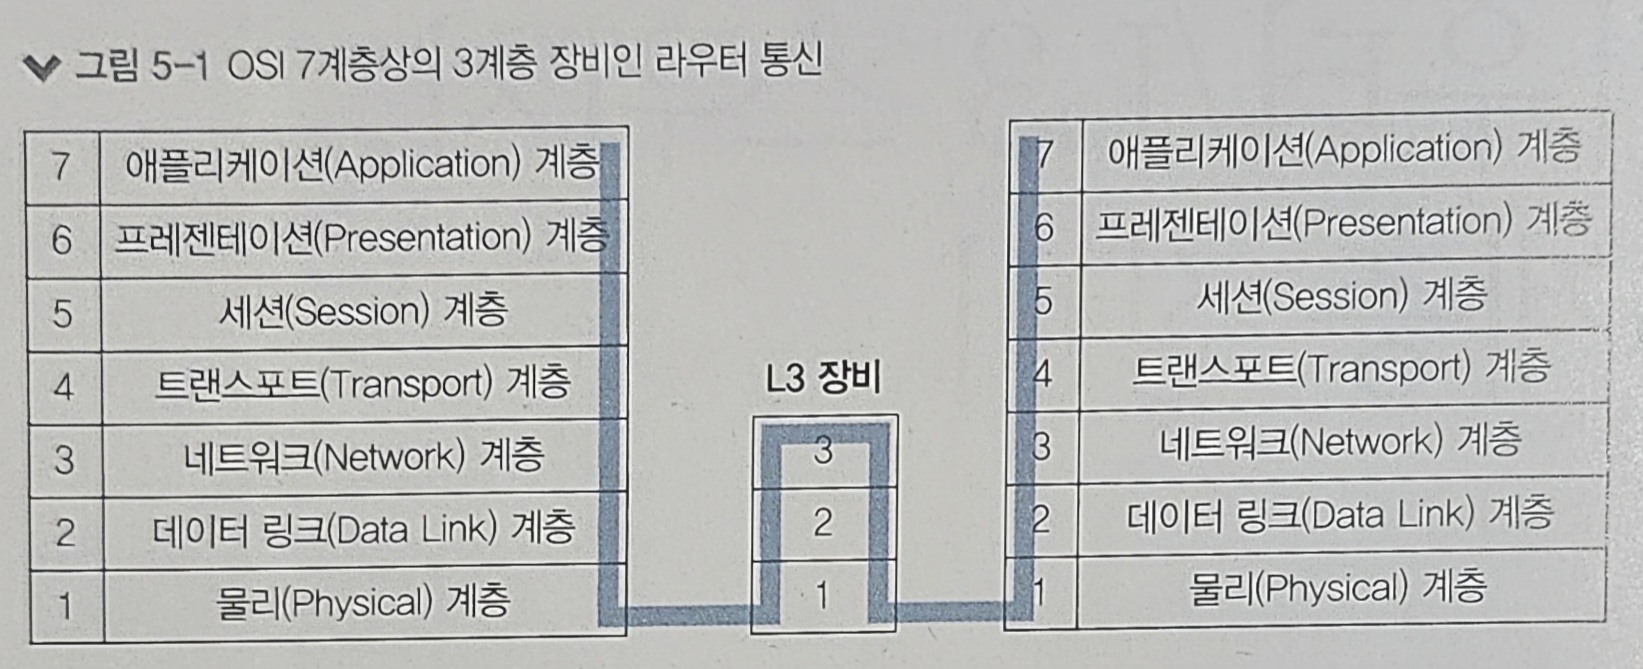 그림 5-1 OSI 7계층상의 3계층 장비인 라우터 통신
7 애플리케이션(Application) 계층
6 프레젠테이션(Presentation) 계층
5 세션(Session) 계층
4 트랜스포트(Transport) 계층
3 네트워크(Network) 계층
2 데이터 링크(Data Link) 계층
1 물리(Physical) 계층
L3 장비
3
2
1
7 애플리케이션(Application) 계층
6 프레젠테이션(Presentation) 계층
5 세션(Session) 계층
4 트랜스포트(Transport) 계층
3 네트워크(Network) 계층
2 데이터 링크(Data Link) 계층
1 물리(Physical) 계층